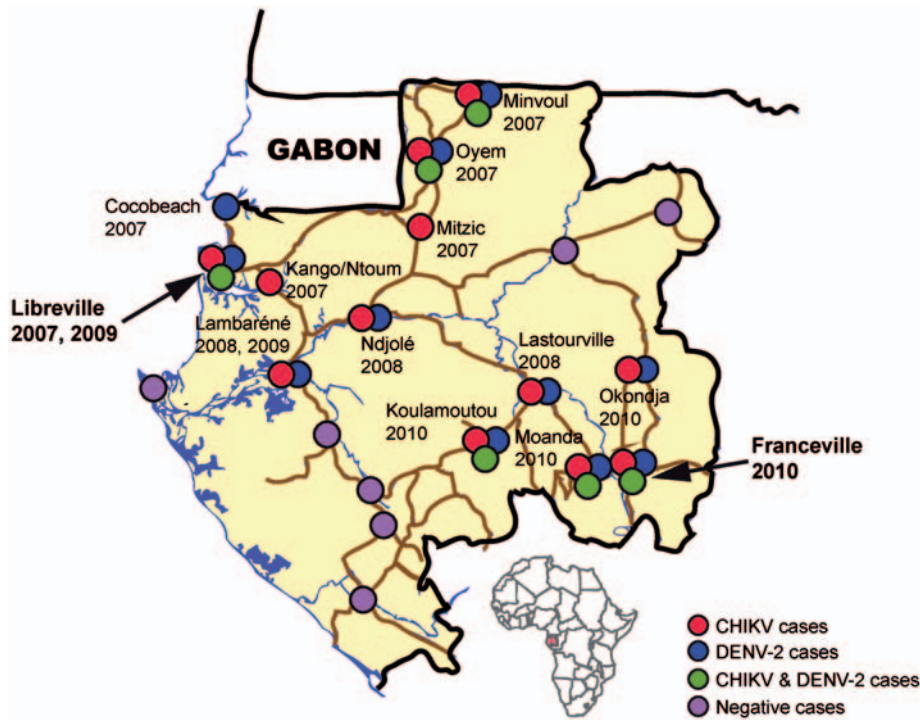 Minvoul
2007
GABON
Oyem
2007
Cocobeach
2007
Mitzic
2007
Kango/Ntoum
2007
Libreville
2007, 2009
Lambaréné
2008, 2009
Ndjolé
2008
Lastourville
2008
Okondja
2010
Koulamoutou
2010
Moanda
2010
Franceville
2010
CHIKV cases
DENV-2 cases
CHIKV & DENV-2 cases
Negative cases